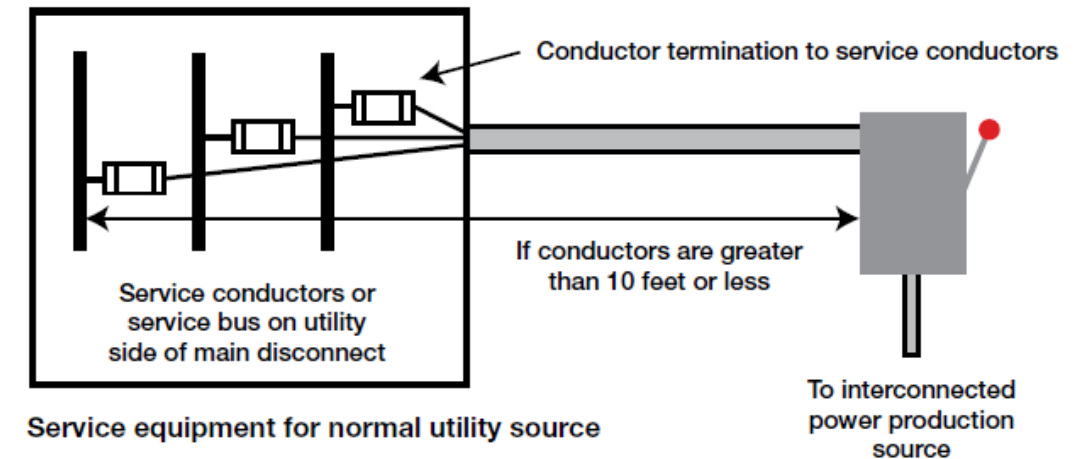 Conductor termination to service conductors
If conductors are greater
than 10 feet or less
Service conductors or
service bus on utility
side of main disconnect
To interconnected
power production
source
Service equipment for normal utility source